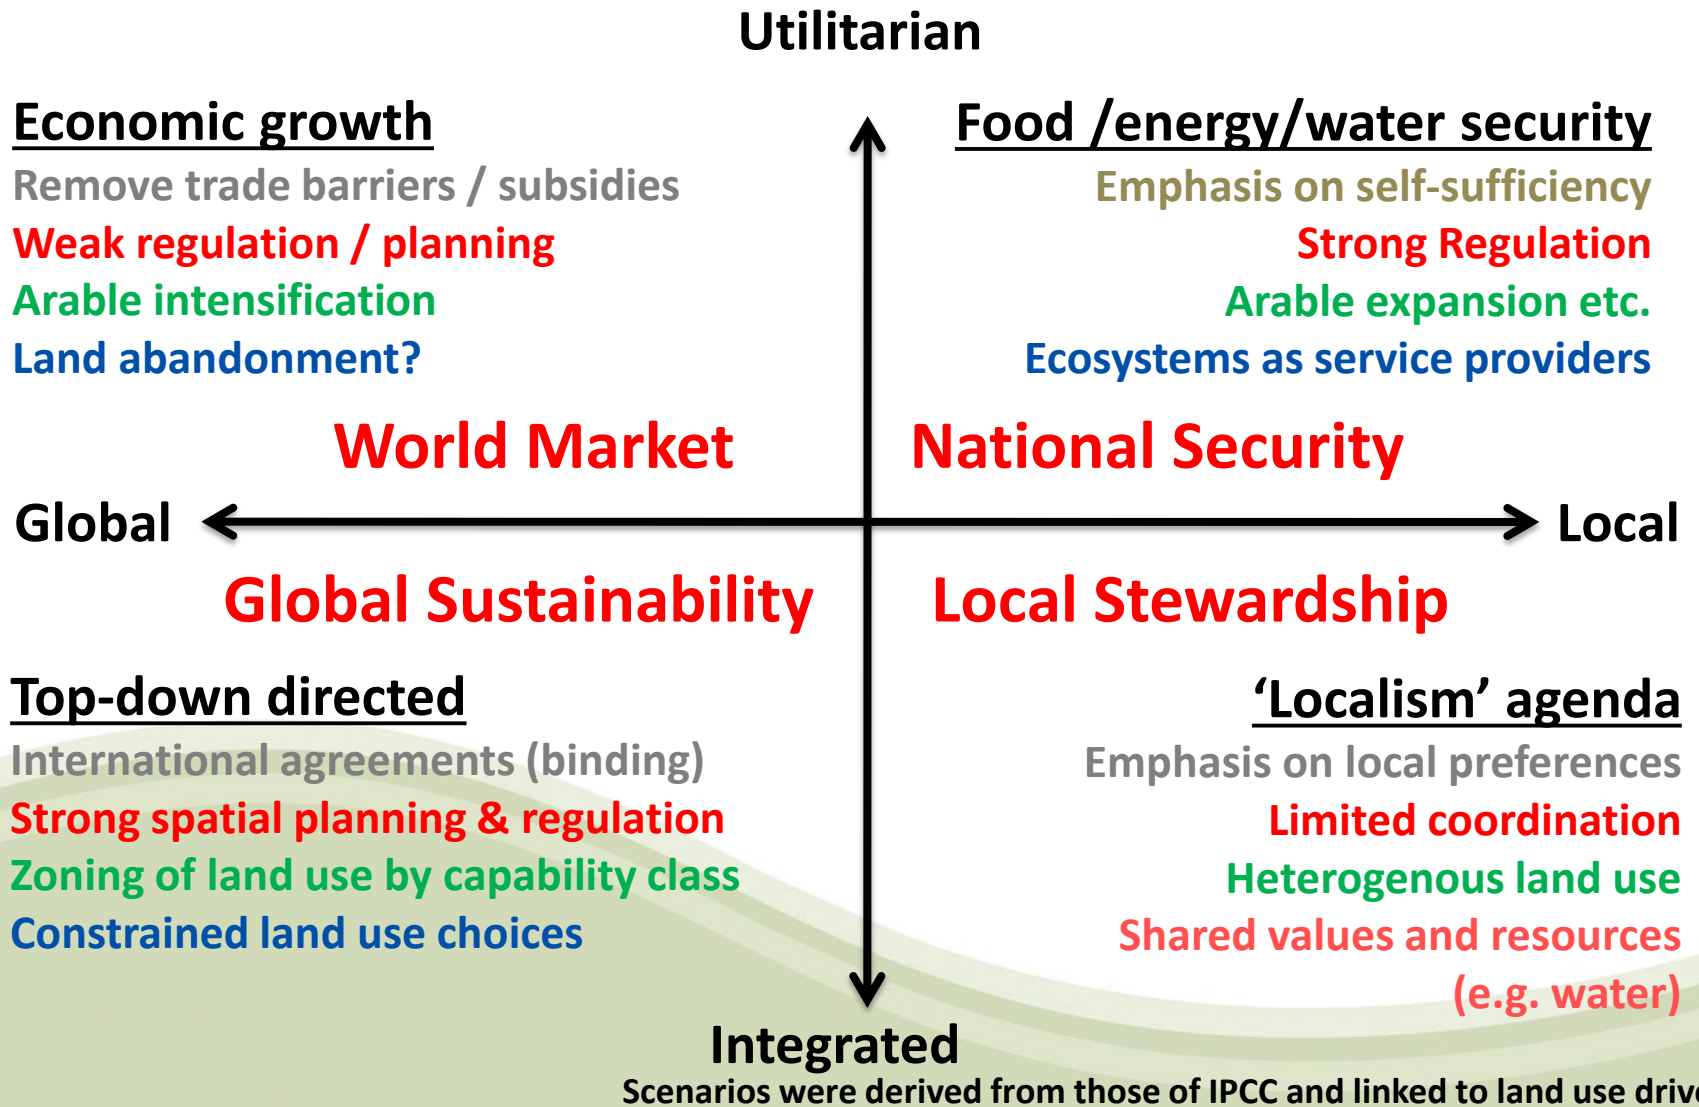 Utilitarian
Economic growth
Remove trade barriers / subsidies
Weak regulation / planning
Arable intensification
Land abandonment?
Food /energy/water security
Emphasis on self-sufficiency
Strong Regulation
Arable expansion etc.
Ecosystems as service providers
World Market
National Security
Global
Local
Global Sustainability
Local Stewardship
Top-down directed
International agreements (binding)
Strong spatial planning & regulation
Zoning of land use by capability class
Constrained land use choices
‘Localism’ agenda
Emphasis on local preferences
Limited coordination
Heterogenous land use
Shared values and resources
(e.g. water)
Integrated
Scenarios were derived from those of IPCC and linked to land use